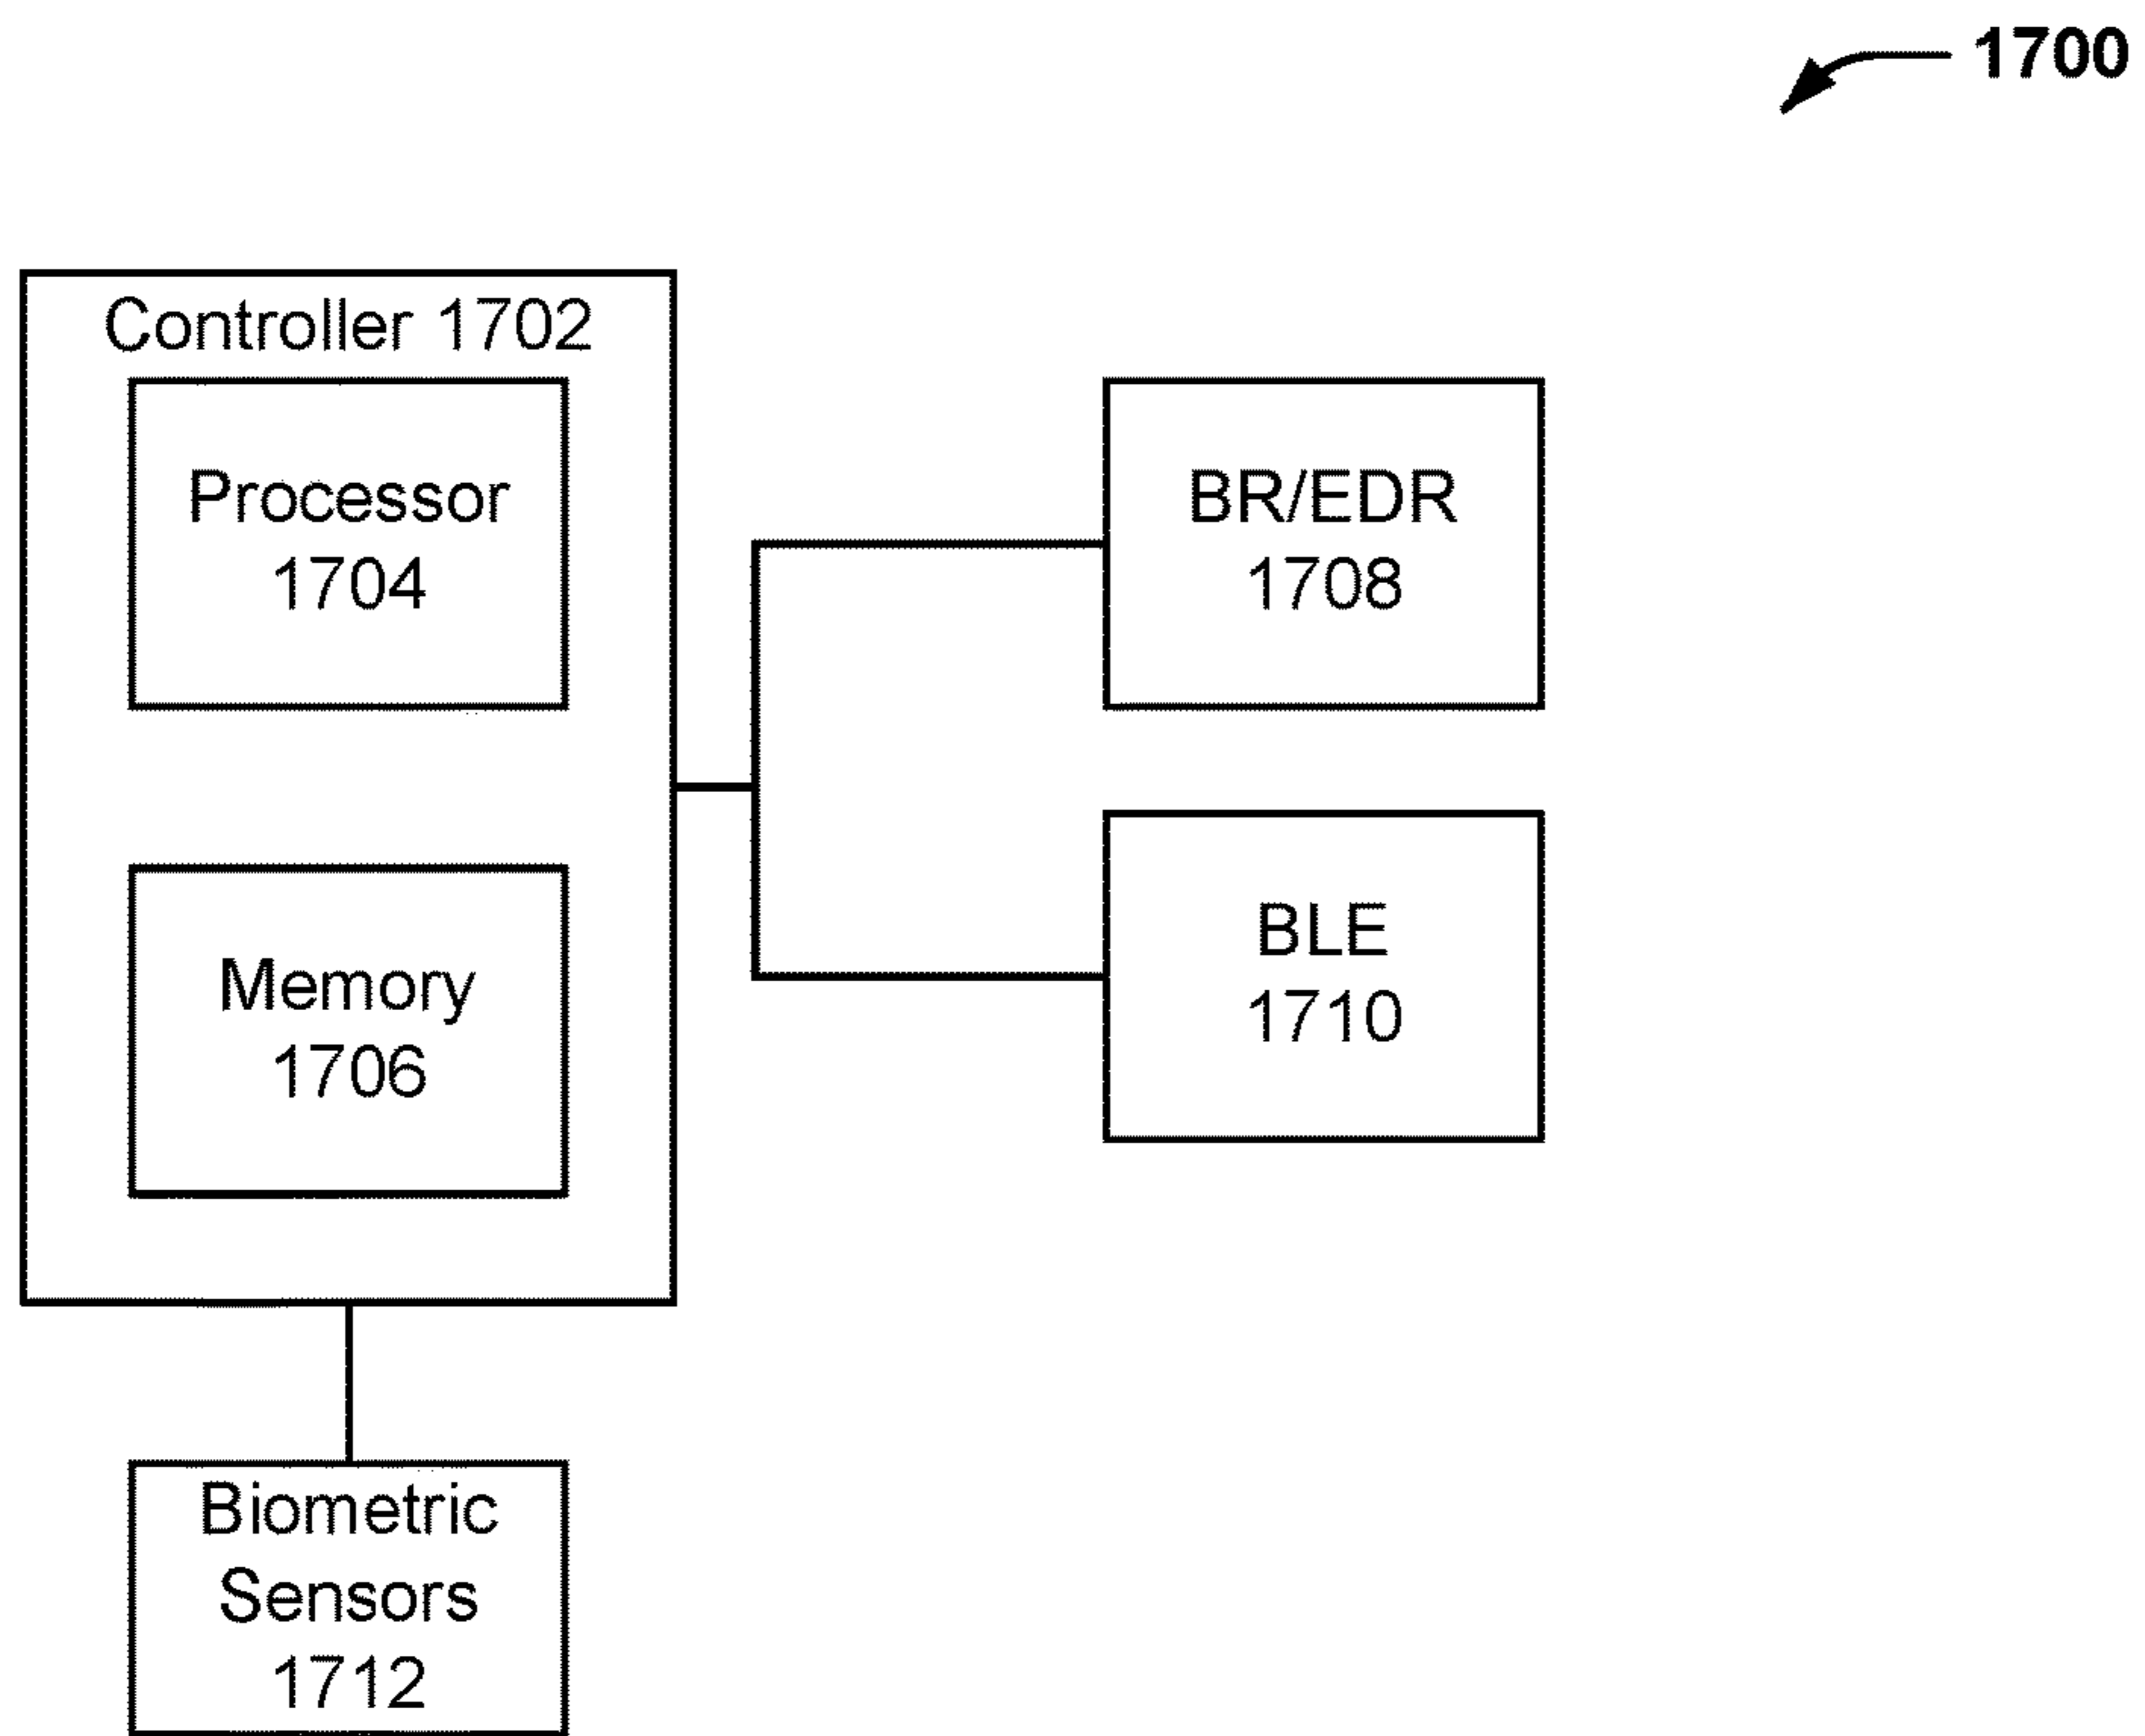 1700
Controller 1702
Processor
1704
BR/EDR
1708
Memory
1706
BLE
1710
Biometric
Sensors
1712